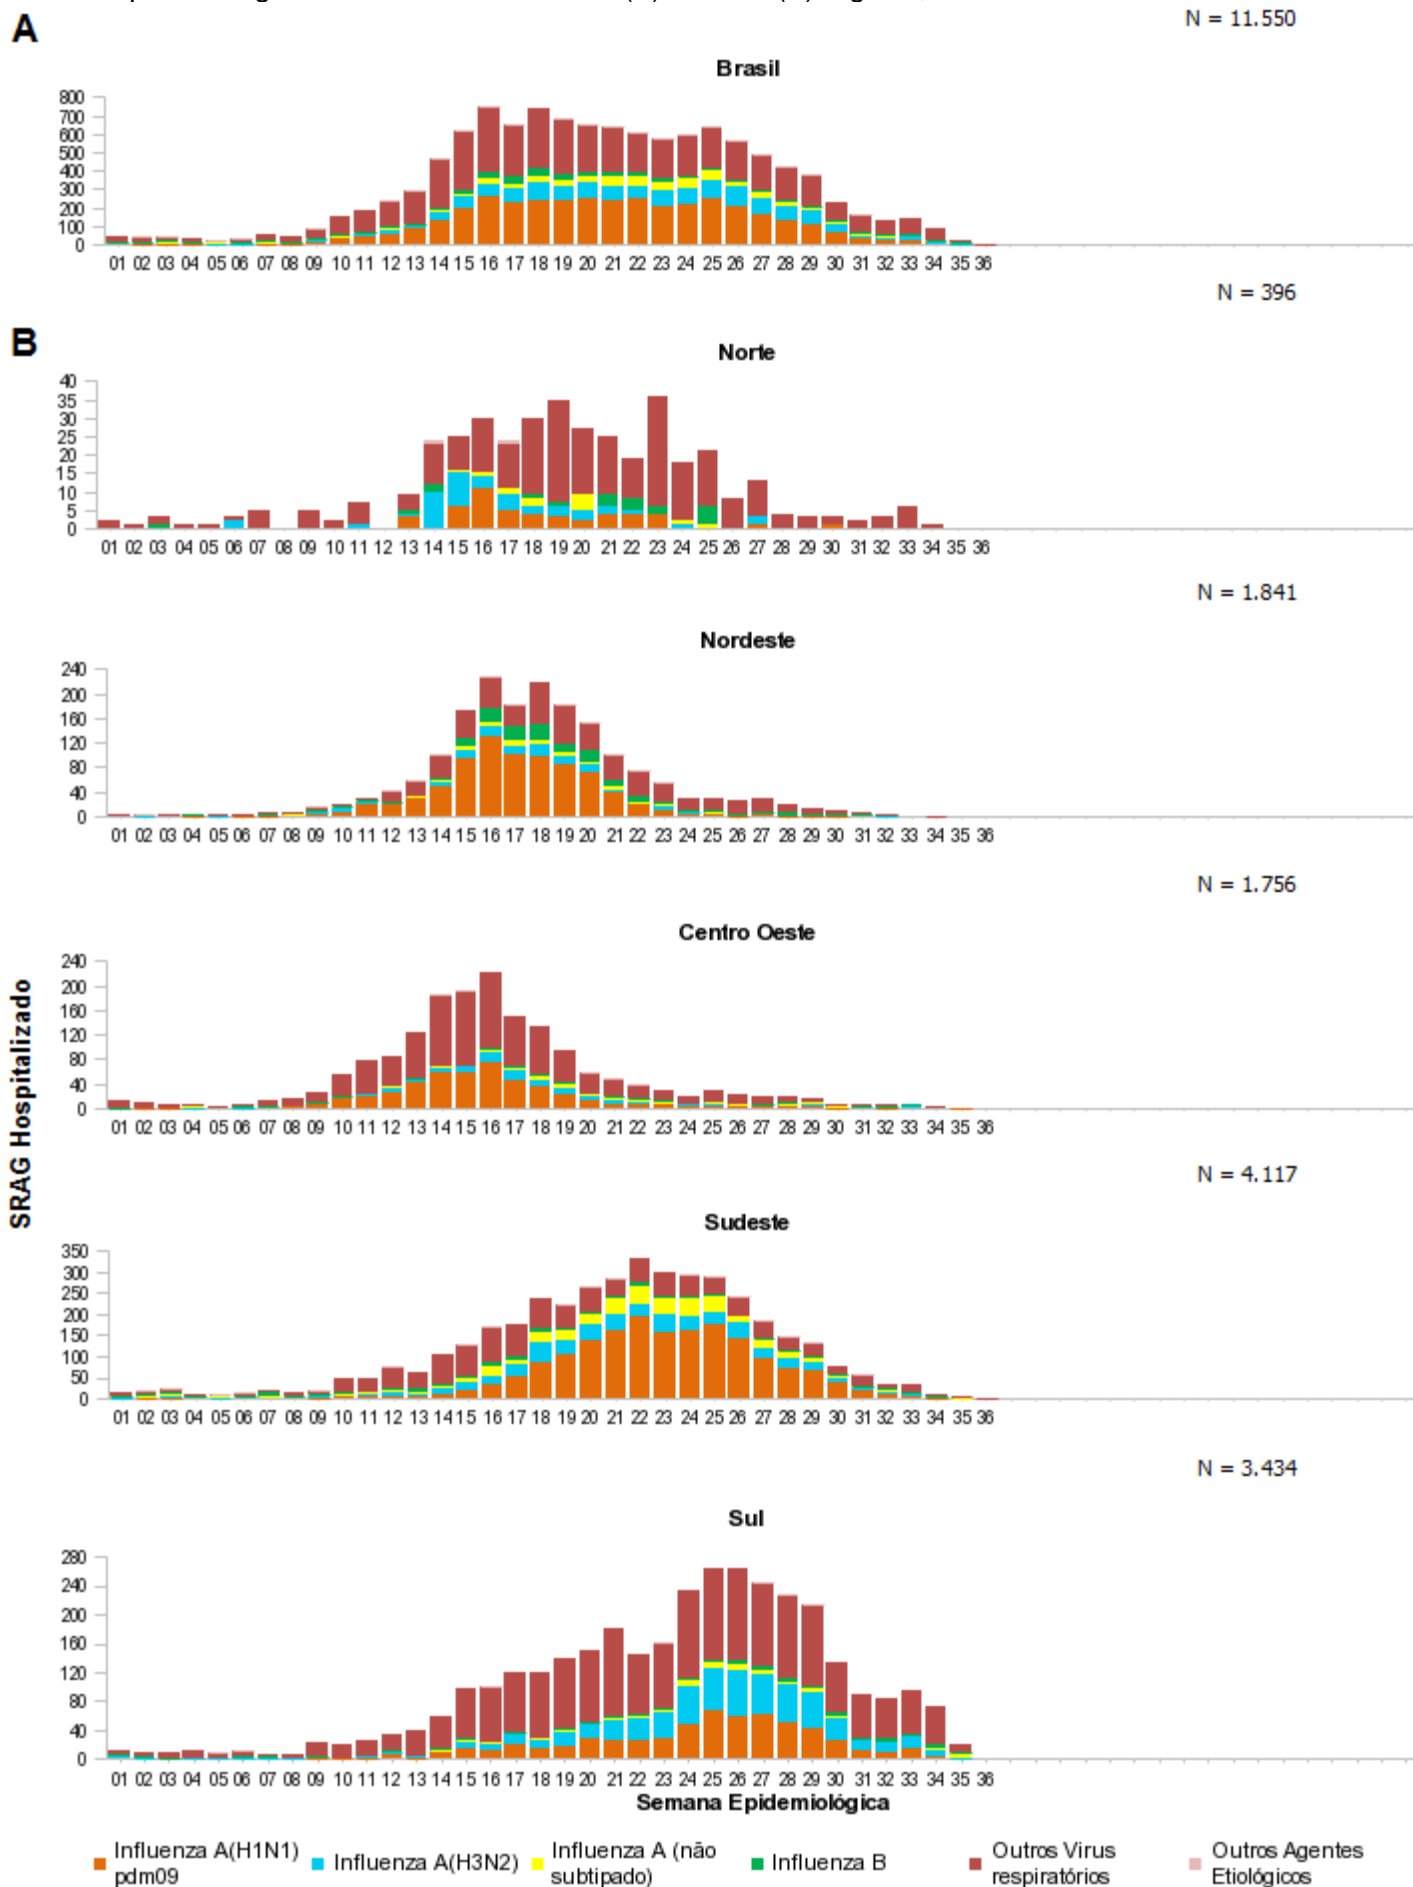 N = 11.550
A
Brasil
800
700
600
500
400
300
200
100
0
01 02 03 04 05 06 07 08 09 10 11 12 13 14 15 16 17 18 19 20 21 22 23 24 25 26 27 28 29 30 31 32 33 34 35 36
N = 396
B
Norte
40
35
30
25
20
15
10
5
0
01 02 03 04 05 06 07 08 09 10 11 12 13 14 15 16 17 18 19 20 21 22 23 24 25 26 27 28 29 30 31 32 33 34 35 36
N = 1.841
Nordeste
240
200
160
120
80
40
0
01 02 03 04 05 06 07 08 09 10 11 12 13 14 15 16 17 18 19 20 21 22 23 24 25 26 27 28 29 30 31 32 33 34 35 36
N = 1.756
Centro Oeste
240
200
160
120
80
40
0
01 02 03 04 05 06 07 08 09 10 11 12 13 14 15 16 17 18 19 20 21 22 23 24 25 26 27 28 29 30 31 32 33 34 35 36
SRAG Hospitalizado
N = 4.117
Sudeste
350
300
250
200
150
100
50
0
01 02 03 04 05 06 07 08 09 10 11 12 13 14 15 16 17 18 19 20 21 22 23 24 25 26 27 28 29 30 31 32 33 34 35 36
N = 3.434
Sul
280
240
200
160
120
80
40
0
01 02 03 04 05 06 07 08 09 10 11 12 13 14 15 16 17 18 19 20 21 22 23 24 25 26 27 28 29 30 31 32 33 34 35 36
Semana Epidemiológica
Influenza A(H1N1)
pdm09
Influenza A(H3N2)
Influenza A (não
subtipado)
Influenza B
Outros Virus
respiratórios
Outros Agentes
Etiológicos